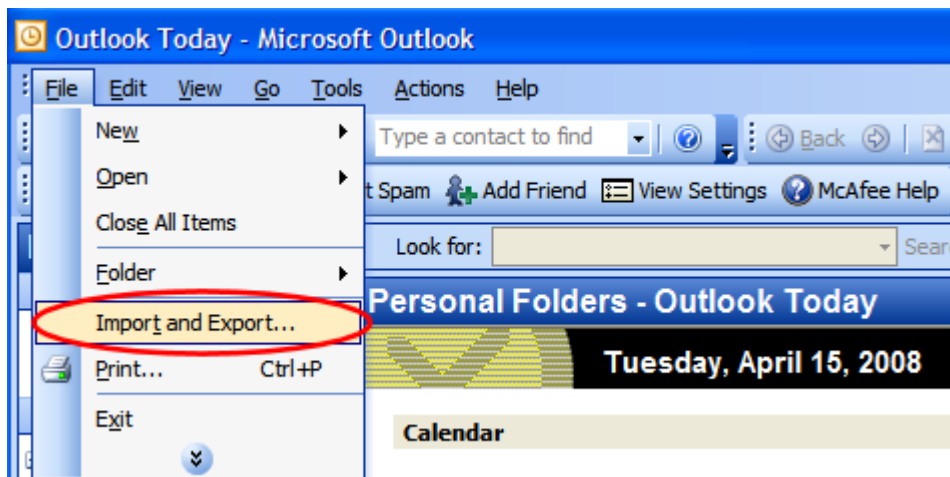 Outlook Today - Microsoft Outlook
File Edit View Go Tools Actions Help
New
Type a contact to find
Back
Open
Spam Add Friend View Settings McAfee Help
Close All Items
Look for:
Folder
Personal Folders - Outlook Today
Import and Export...
Print... Ctrl+P
Tuesday, April 15, 2008
Exit
Calendar